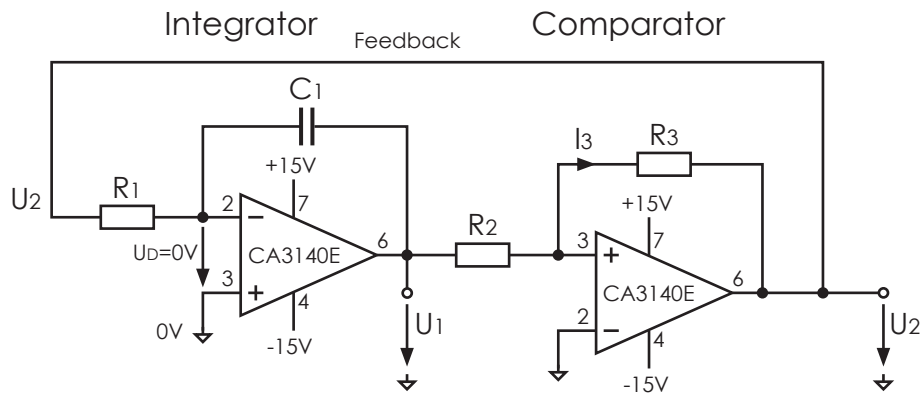 Integrator
Comparator
Feedback
C1
I3
R3
+15V
+15V
U2
R1
2
7
R2
3
7
UD=0V
CA3140E
6
CA3140E
6
3
4
2
4
0V
-15V
U1
-15V
U2